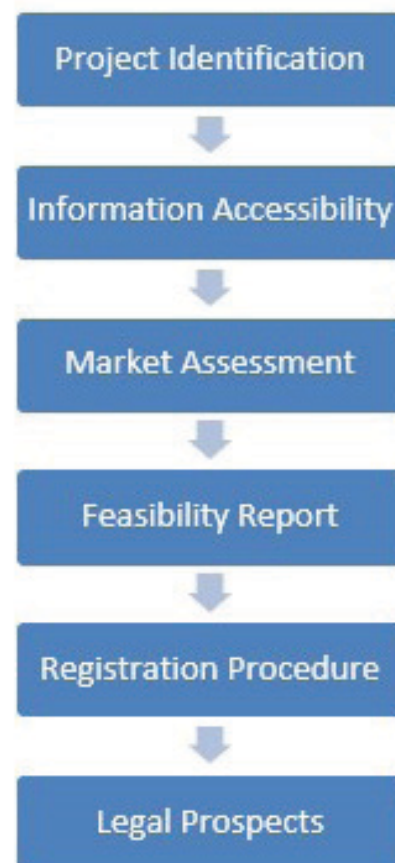 Project Identification
Information Accessibility
Market Assessment
Feasibility Report
Registration Procedure
Legal Prospects